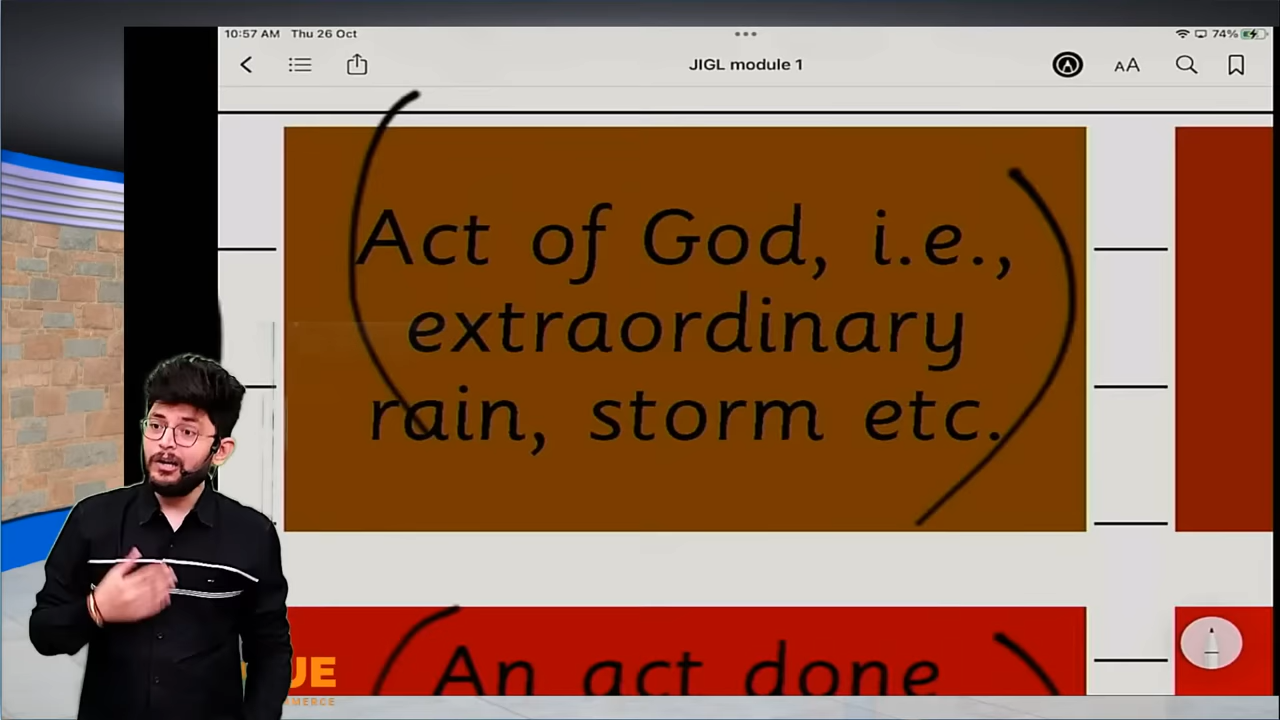 10:57 AM Thu 26 Oct
74%
JIGL module 1
AA
Act of God, i.e.,
extraordinary
rain, storm etc.
An act done